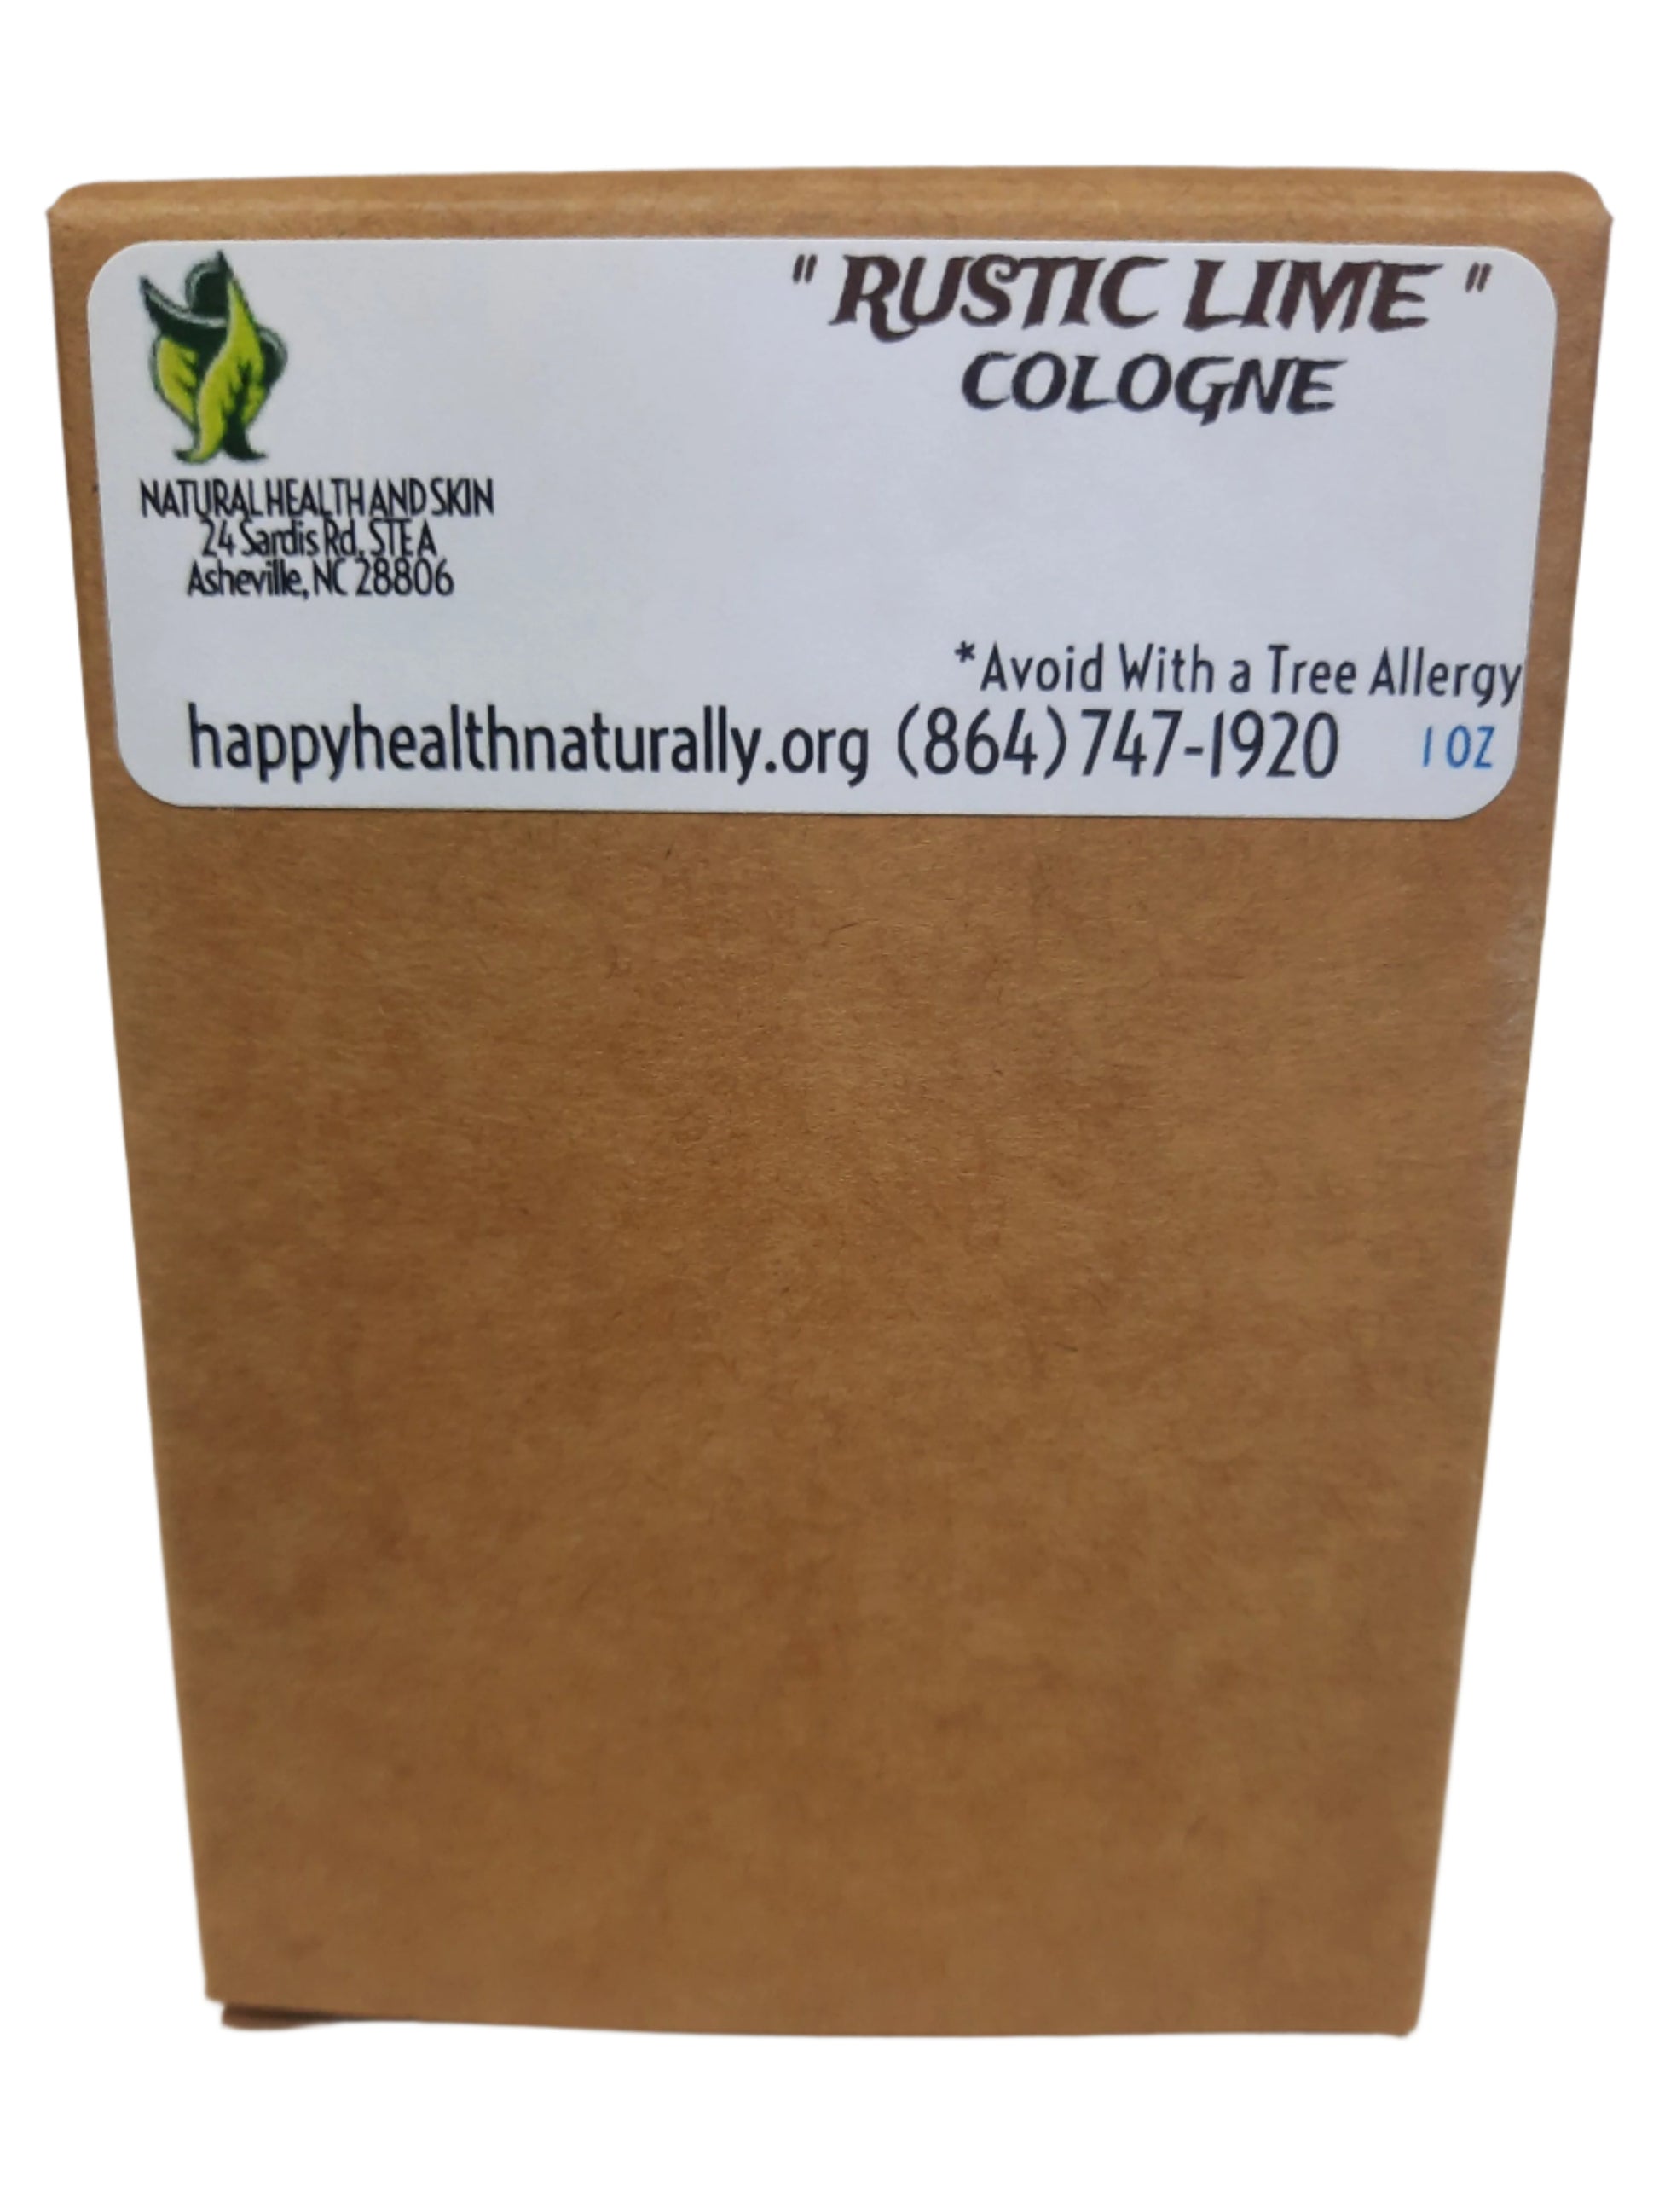 " RUSTIC LIME "
COLOGNE
NATURAL HEALTH AND SKIN
24 Sardis Rd, STE A
Asheville, NC 28806
*Avoid With a Tree Allergy
happyhealthnaturally.org (864)747-1920 1 OZ